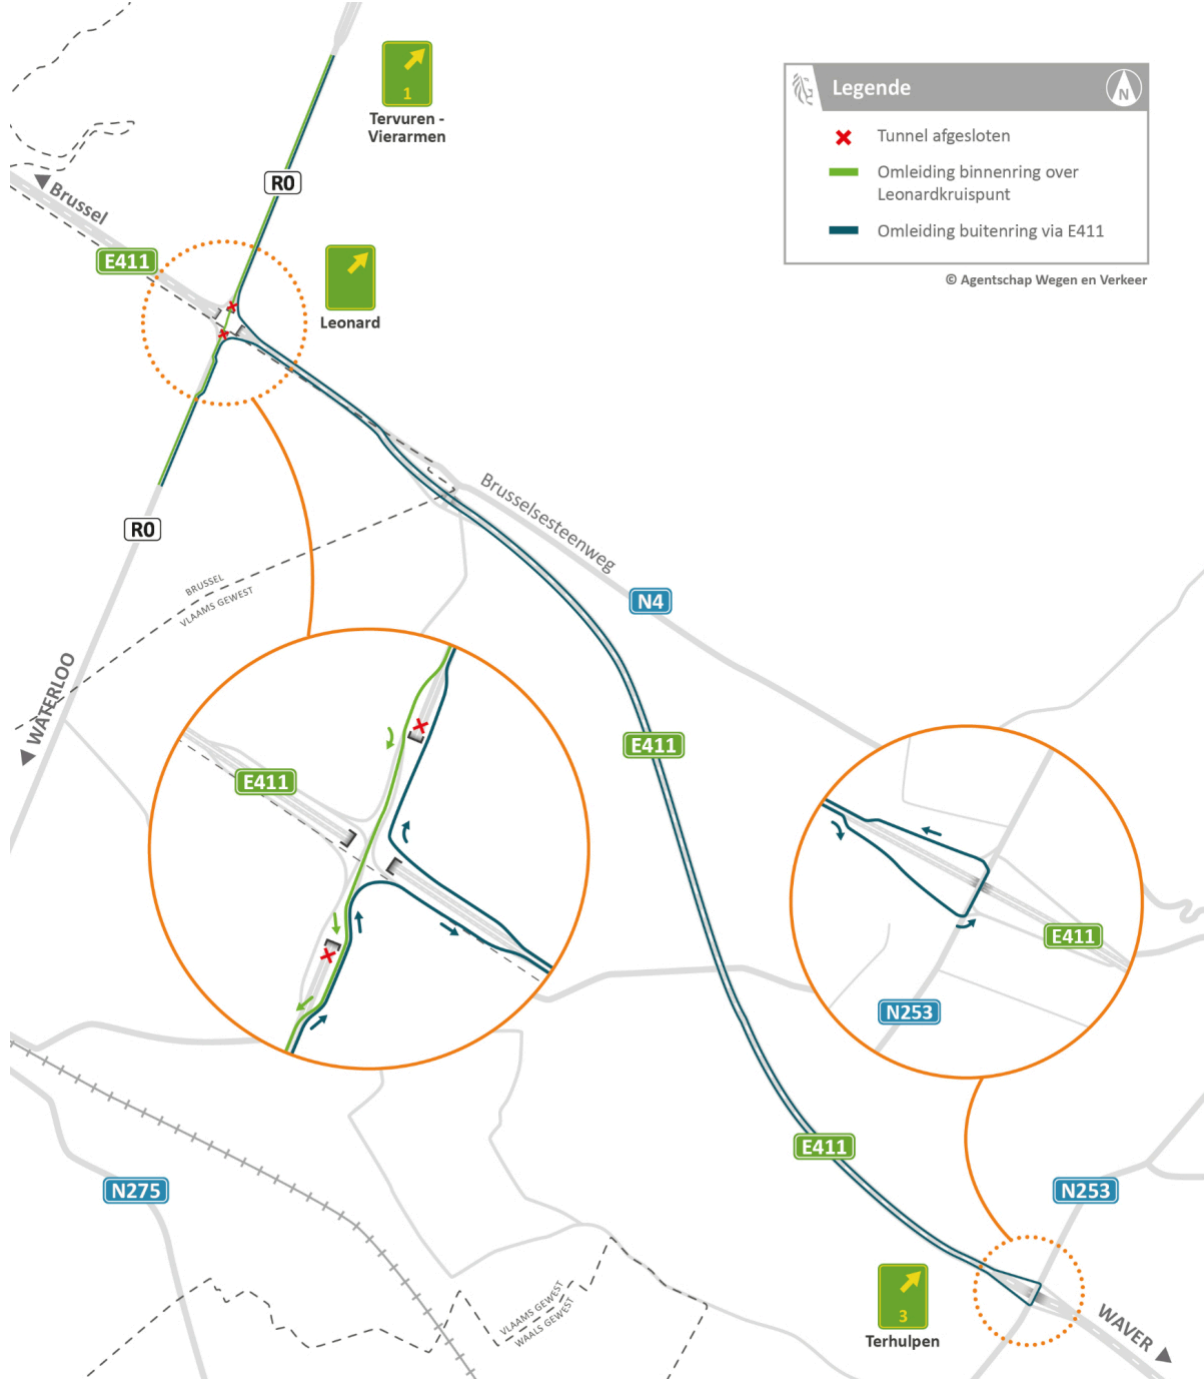 1
Tervuren -
Vierarmen
Legende
N
Tunnel afgesloten
Omleiding binnenring over
Leonardkruispunt
Omleiding buitenring via E411
© Agentschap Wegen en Verkeer
R0
Brussel
E411
Leonard
Brusselsesteenweg
R0
BRUSSEL
VLAAMS GEWEST
N4
WATERLOO
E411
E411
E411
N253
E411
N275
N253
3
Terhulpen
VLAAMS GEWEST
WAALS GEWEST
WAVER